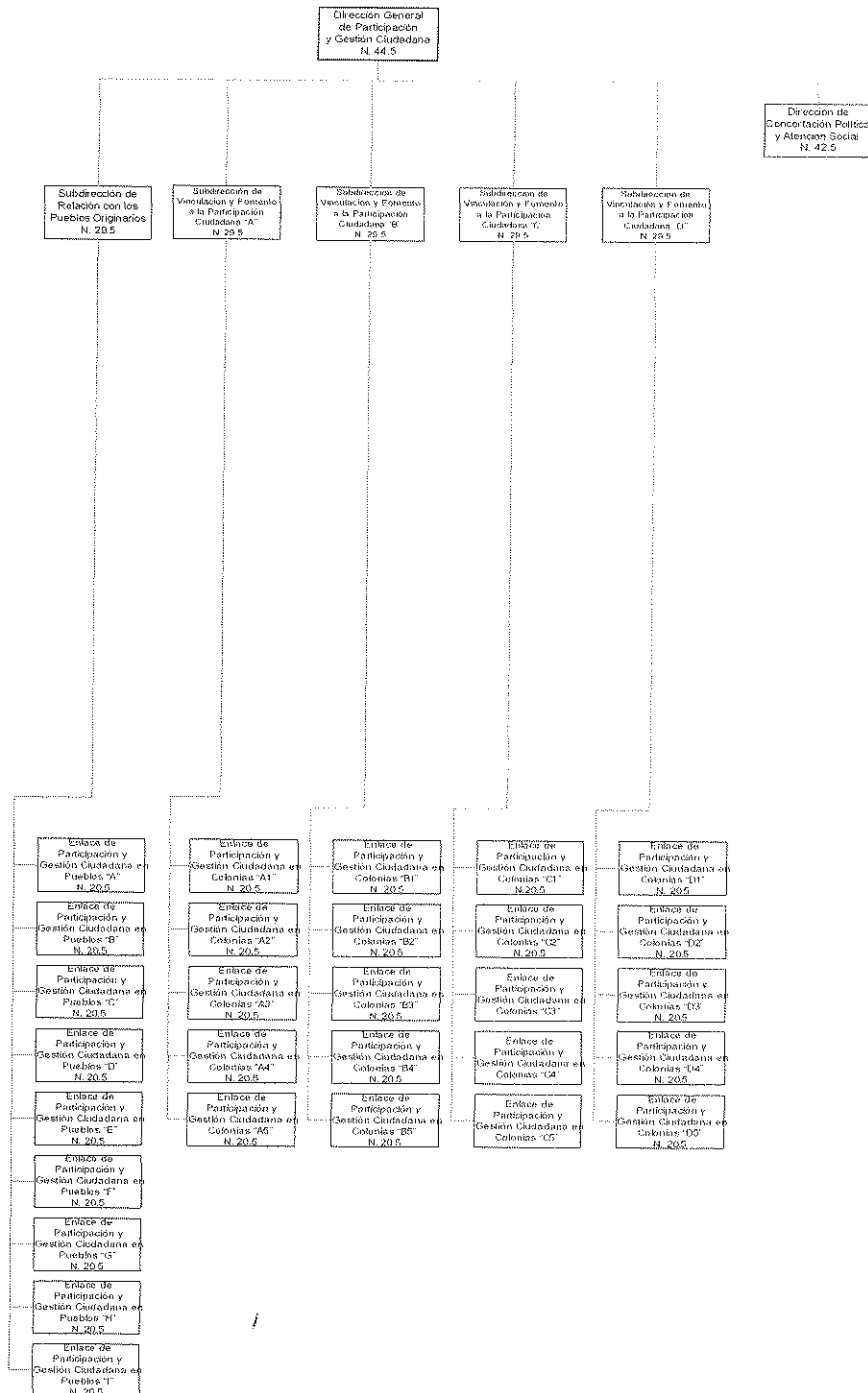 Dirección General
de Participación
y Gestión Ciudadana
N. 44.5
Dirección de
Concertación Política
y Atención Social
N. 42.5
Subdirección de
Relación con los
Pueblos Originarios
N. 29.5
Subdirección de
Vinculación y Fomento
a la Participación
Ciudadana "A"
N. 29.5
Subdirección de
Vinculación y Fomento
a la Participación
Ciudadana "B"
N. 29.5
Subdirección de
Vinculación y Fomento
a la Participación
Ciudadana "C"
N. 29.5
Subdirección de
Vinculación y Fomento
a la Participación
Ciudadana "D"
N. 29.5
Enlace de
Participación y
Gestión Ciudadana en
Pueblos "A"
N. 20.5
Enlace de
Participación y
Gestión Ciudadana en
Pueblos "B"
N. 20.5
Enlace de
Participación y
Gestión Ciudadana en
Pueblos "C"
N. 20.5
Enlace de
Participación y
Gestión Ciudadana en
Pueblos "D"
N. 20.5
Enlace de
Participación y
Gestión Ciudadana en
Pueblos "E"
N. 20.5
Enlace de
Participación y
Gestión Ciudadana en
Pueblos "F"
N. 20.5
Enlace de
Participación y
Gestión Ciudadana en
Pueblos "G"
N. 20.5
Enlace de
Participación y
Gestión Ciudadana en
Pueblos "H"
N. 20.5
Enlace de
Participación y
Gestión Ciudadana en
Pueblos "I"
N. 20.5
Enlace de
Participación y
Gestión Ciudadana en
Colonias "A1"
N. 20.5
Enlace de
Participación y
Gestión Ciudadana en
Colonias "A2"
N. 20.5
Enlace de
Participación y
Gestión Ciudadana en
Colonias "A3"
N. 20.5
Enlace de
Participación y
Gestión Ciudadana en
Colonias "A4"
N. 20.5
Enlace de
Participación y
Gestión Ciudadana en
Colonias "A5"
N. 20.5
Enlace de
Participación y
Gestión Ciudadana en
Colonias "B1"
N. 20.5
Enlace de
Participación y
Gestión Ciudadana en
Colonias "B2"
N. 20.5
Enlace de
Participación y
Gestión Ciudadana en
Colonias "B3"
N. 20.5
Enlace de
Participación y
Gestión Ciudadana en
Colonias "B4"
N. 20.5
Enlace de
Participación y
Gestión Ciudadana en
Colonias "B5"
N. 20.5
Enlace de
Participación y
Gestión Ciudadana en
Colonias "C1"
N. 20.5
Enlace de
Participación y
Gestión Ciudadana en
Colonias "C2"
N. 20.5
Enlace de
Participación y
Gestión Ciudadana en
Colonias "C3"
Enlace de
Participación y
Gestión Ciudadana en
Colonias "C4"
Enlace de
Participación y
Gestión Ciudadana en
Colonias "C5"
Enlace de
Participación y
Gestión Ciudadana en
Colonias "D1"
N. 20.5
Enlace de
Participación y
Gestión Ciudadana en
Colonias "D2"
N. 20.5
Enlace de
Participación y
Gestión Ciudadana en
Colonias "D3"
N. 20.5
Enlace de
Participación y
Gestión Ciudadana en
Colonias "D4"
N. 20.5
Enlace de
Participación y
Gestión Ciudadana en
Colonias "D5"
N. 20.5